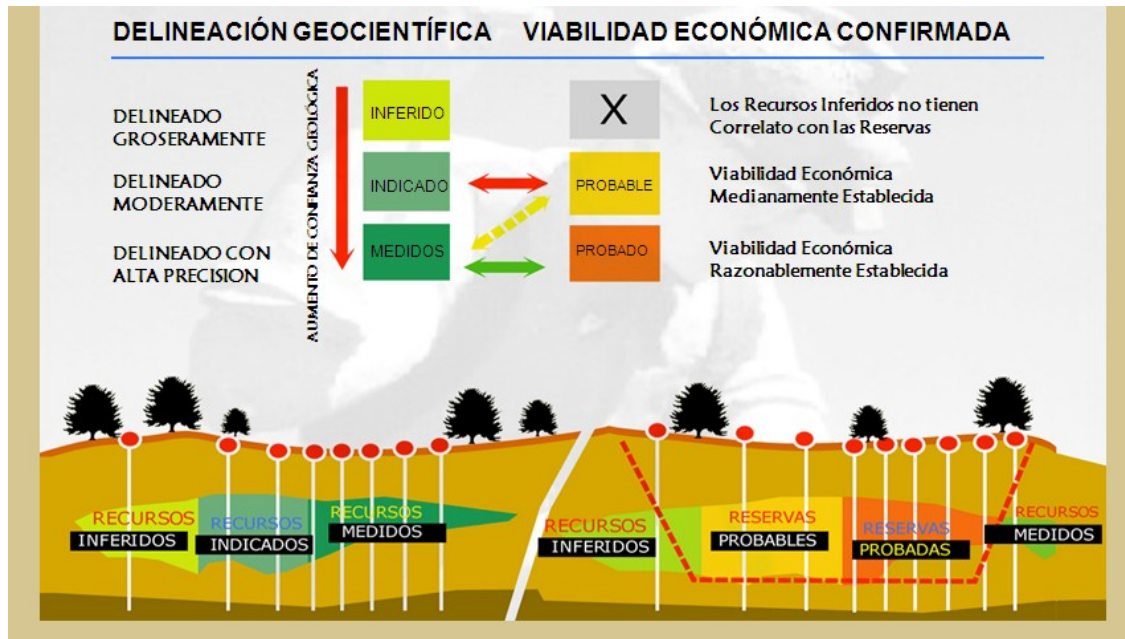 DELINEACIÓN GEOCIENTÍFICA
VIABILIDAD ECONÓMICA CONFIRMADA
AUMENTO DE CONFIANZA GEOLÓGICA
DELINEADO
GROSERAMENTE
INFERIDO
X
Los Recursos Inferidos no tienen
Correlato con las Reservas
DELINEADO
MODERAMENTE
INDICADO
PROBABLE
Viabilidad Económica
Medianamente Establecida
DELINEADO CON
ALTA PRECISION
MEDIDOS
PROBADO
Viabilidad Económica
Razonablemente Establecida
RECURSOS
INFERIDOS
RECURSOS
INDICADOS
RECURSOS
MEDIDOS
RECURSOS
INFERIDOS
RESERVAS
PROBABLES
RESERVAS
PROBADAS
RECURSOS
MEDIDOS